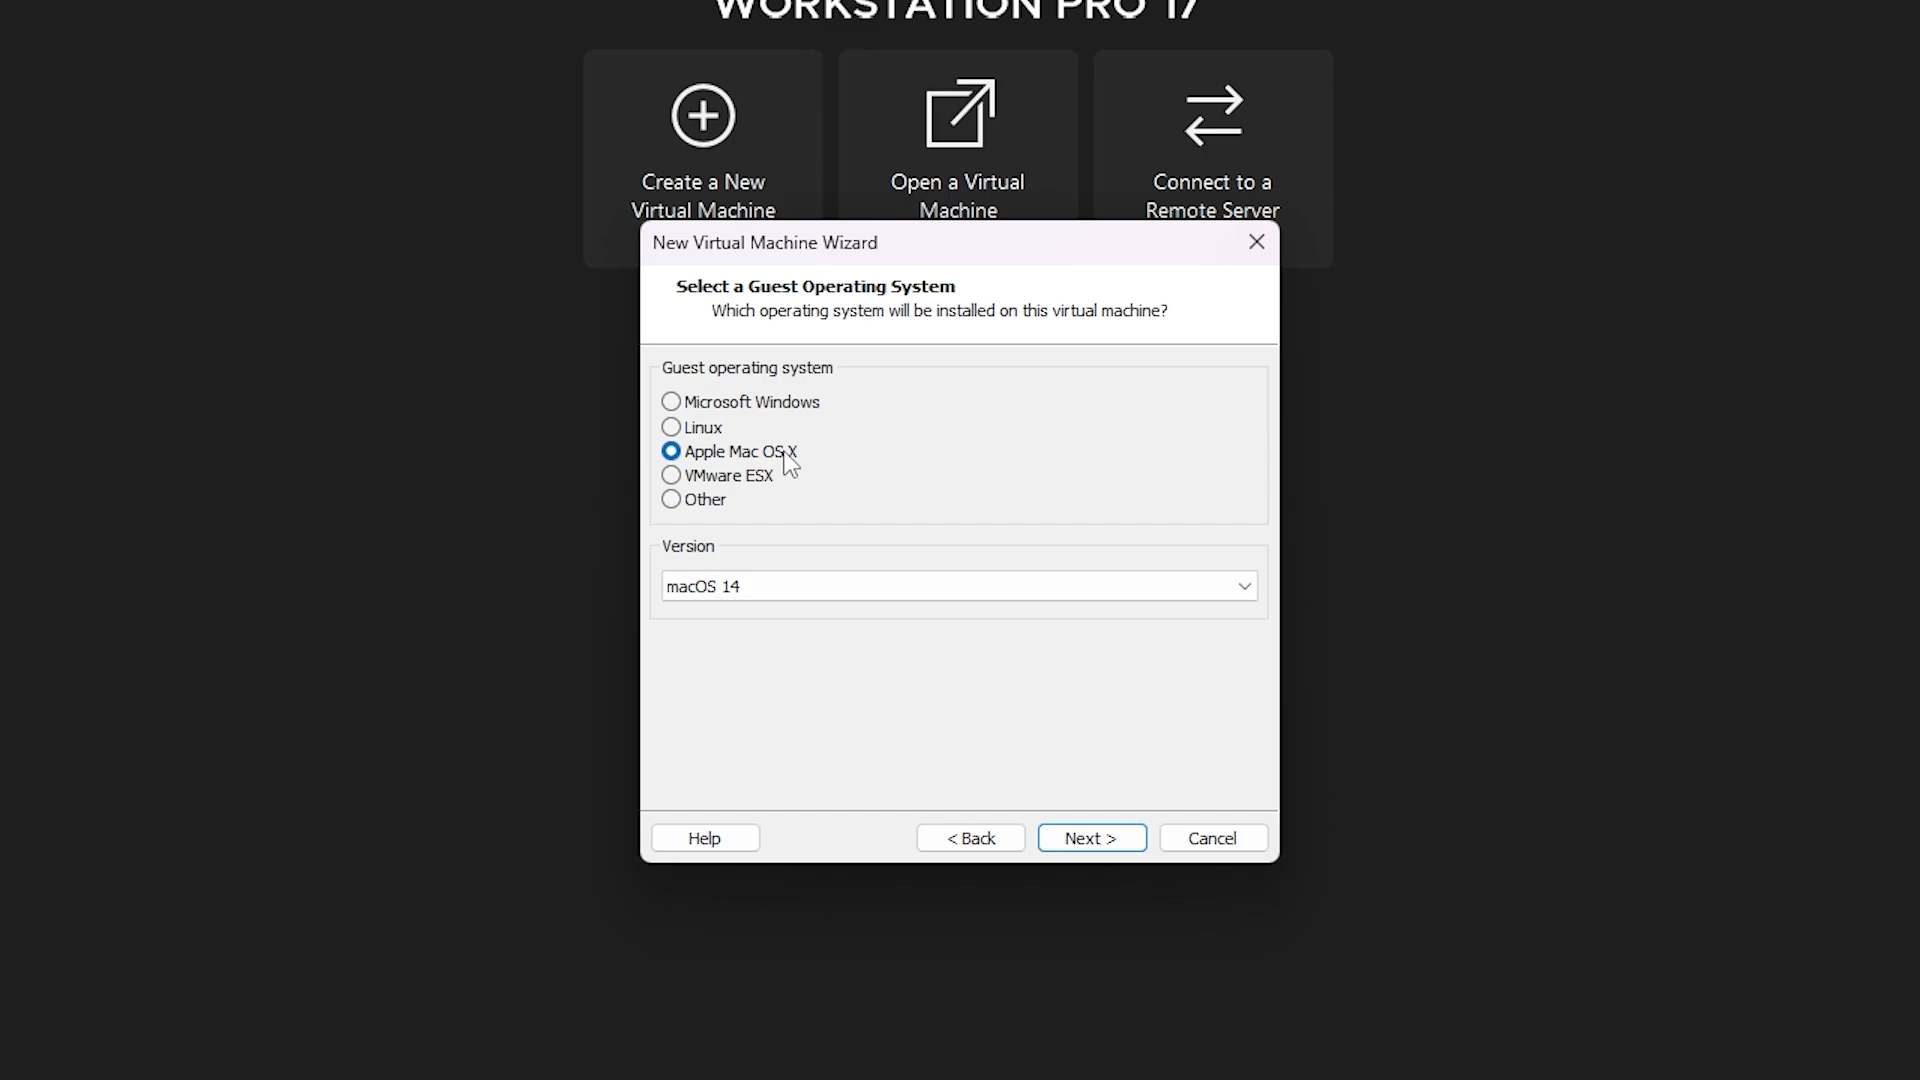 WORKSTATION PRO 17
Create a New
Virtual Machine
Open a Virtual
Machine
Connect to a
Remote Server
New Virtual Machine Wizard
Select a Guest Operating System
Which operating system will be installed on this virtual machine?
Guest operating system
Microsoft Windows
Linux
Apple Mac OS X
VMware ESX
Other
Version
macOS 14
Help
< Back
Next >
Cancel